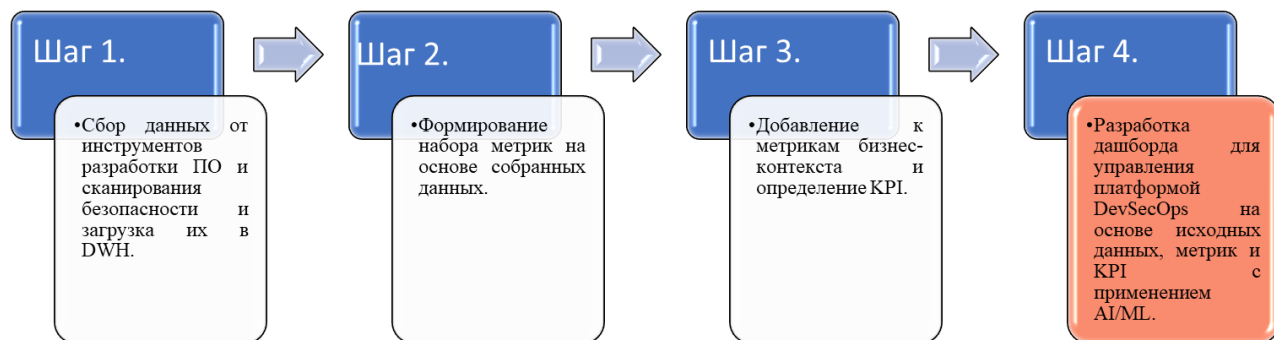 Шаг 1.
•Сбор данных от
инструментов
разработки ПО и
сканирования
безопасности и
загрузка их в
DWH.
Шаг 2.
•Формирование
набора метрик на
основе собранных
данных.
Шаг 3.
•Добавление к
метрикам бизнес-
контекста и
определение KPI.
Шаг 4.
•Разработка
дашборда для
управления
платформой
DevSecOps на
основе исходных
данных, метрик и
KPI с
применением
AI/ML.